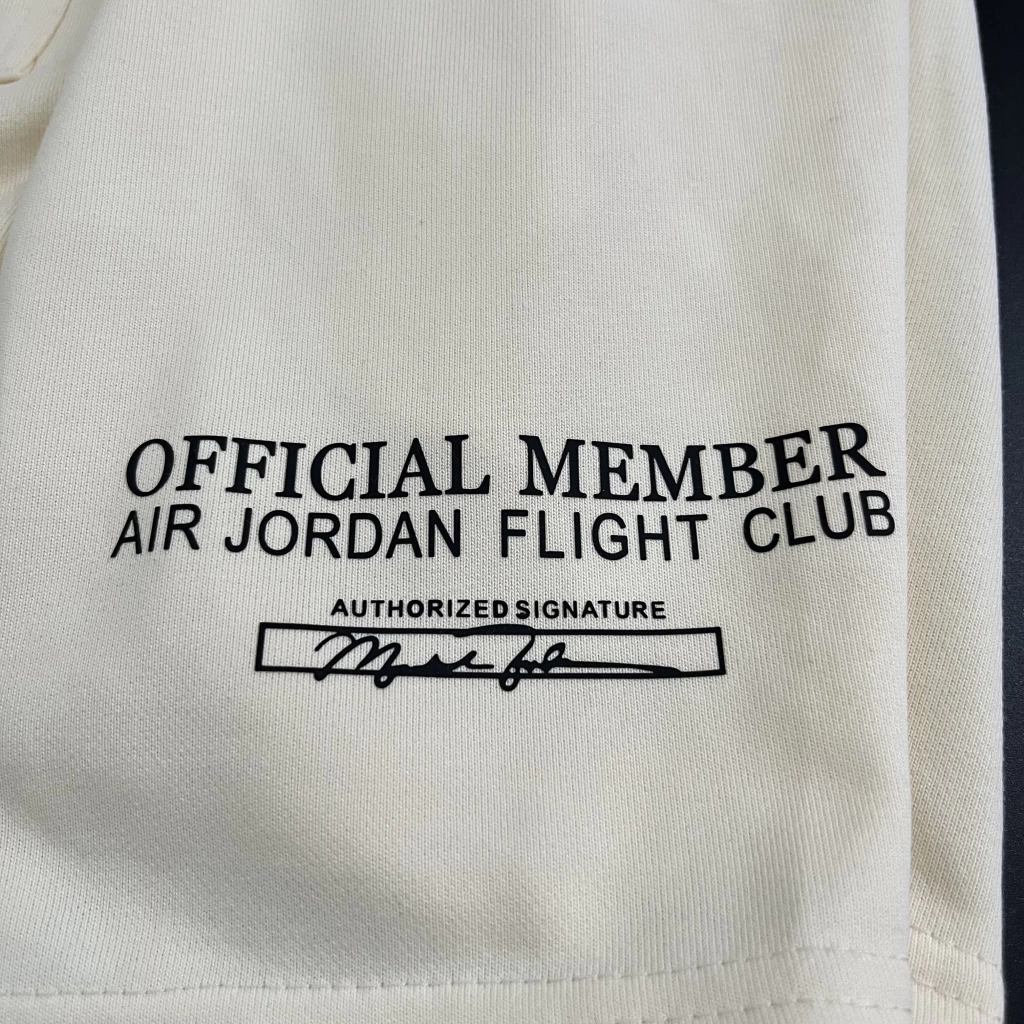 OFFICIAL MEMBER
AIR JORDAN FLIGHT CLUB
AUTHORIZED SIGNATURE